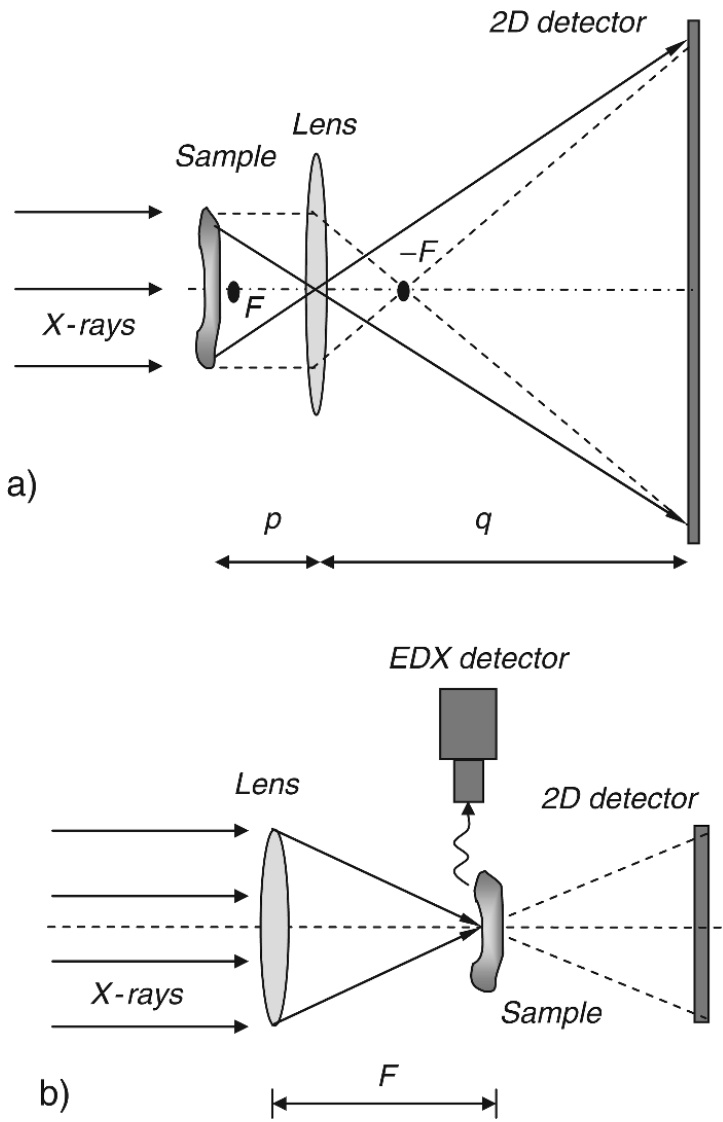 2D detector
Lens
Sample
–F
F
X-rays
a)
p
q
EDX detector
Lens
2D detector
X-rays
Sample
F
b)